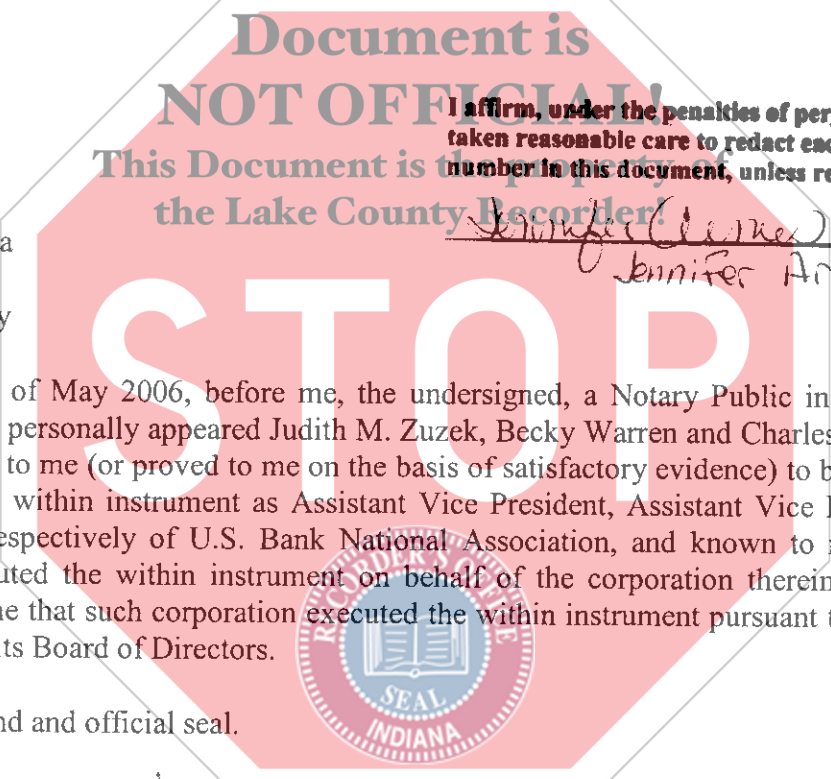 Document is
NOT OFFICIAL!
This Document is the property of
the Lake County Recorder!
I affirm, under the penalties of per
taken reasonable care to redact eac
number in this document, unless re
Jennifer
Jennifer
a
y
STOP
of May 2006, before me, the undersigned, a Notary Public in
personally appeared Judith M. Zuzek, Becky Warren and Charles
to me (or proved to me on the basis of satisfactory evidence) to b
within instrument as Assistant Vice President, Assistant Vice
espectively of U.S. Bank National Association, and known to
uted the within instrument on behalf of the corporation therein
ne that such corporation executed the within instrument pursuant t
its Board of Directors.
RECORDER'S OFFICE
SEAL
INDIANA
nd and official seal.